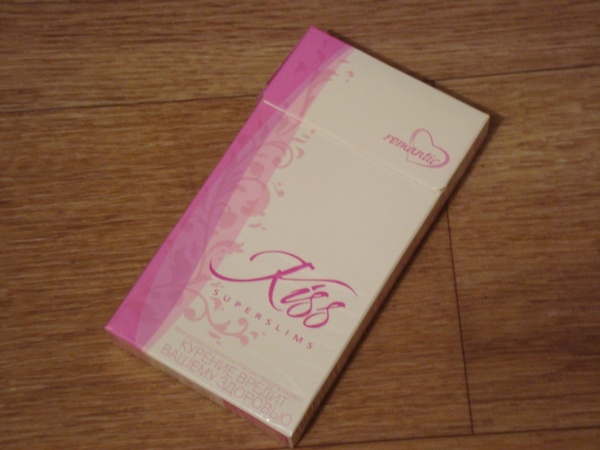 romantic
Kiss
SUPERSLIMS
КУРЕНИЕ ВРЕДИТ
ВАШЕМУ ЗДОРОВЬЮ